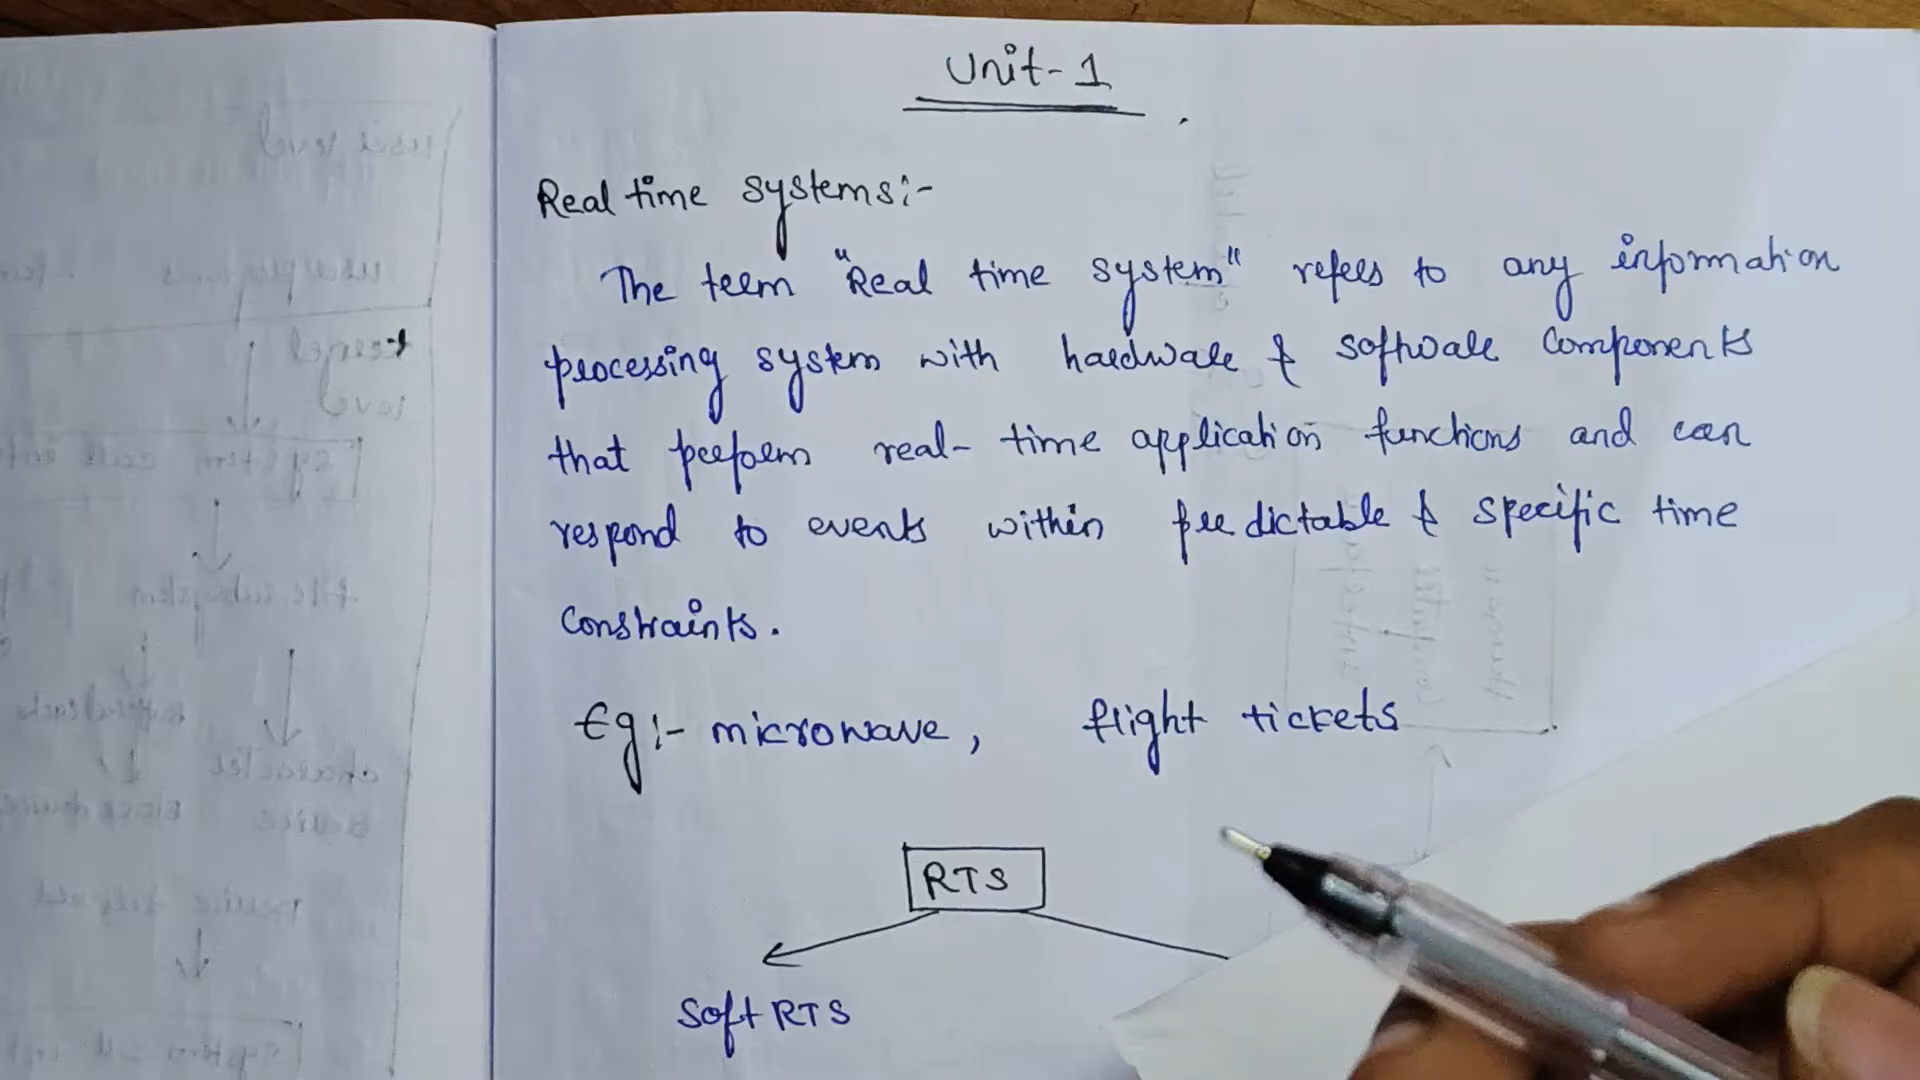 Unit-1
Real time systems:-
The term "Real time system" refers to any information
processing system with hardware & software components
that perform real-time application functions and can
respond to events within predictable & specific time
constraints.
Eg:- microwave, flight tickets
RTS
Soft RTS